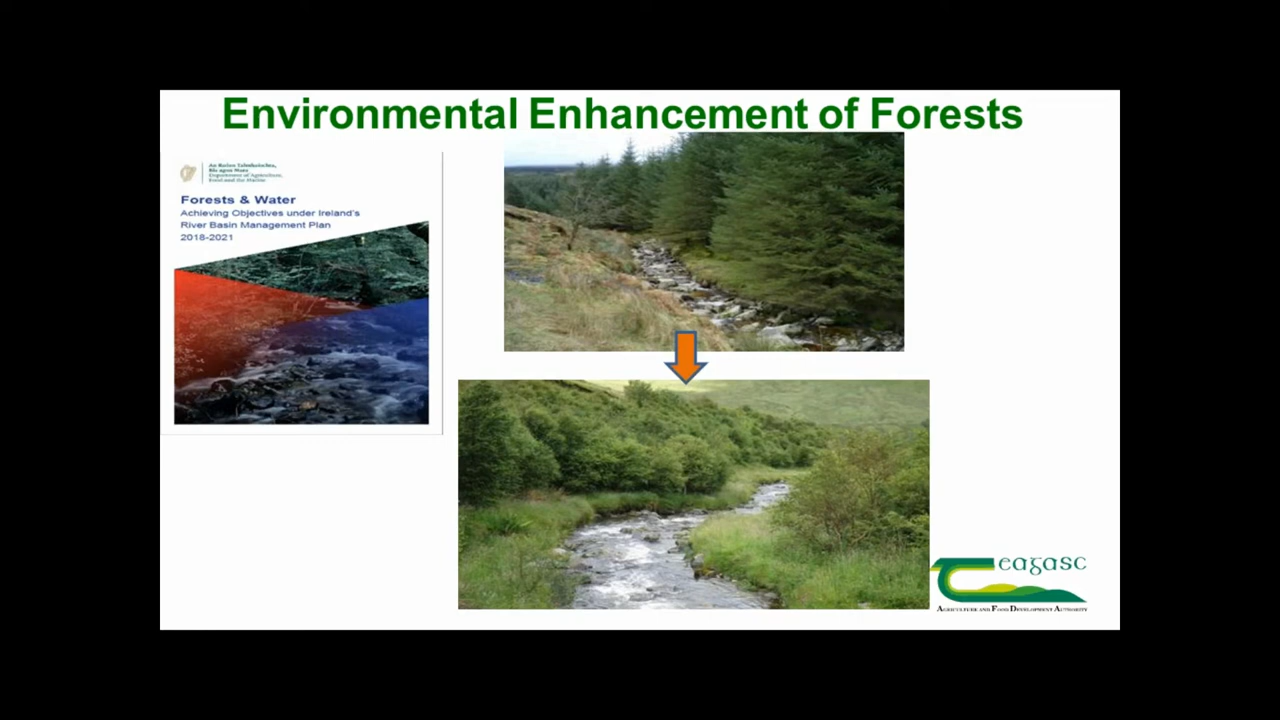 Environmental Enhancement of Forests
An Roinn Talmhaíochta,
Bia agus Mara
Department of Agriculture,
Food and the Marine
Forests & Water
Achieving Objectives under Ireland's
River Basin Management Plan
2018-2021
Teagasc
AGRICULTURE AND FOOD DEVELOPMENT AUTHORITY